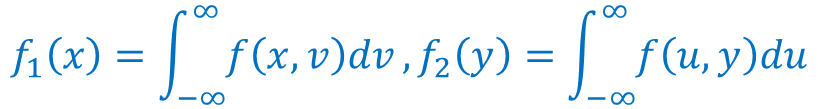 f₁(x) = ∫_{-∞}^{∞} f(x, v)dv , f₂(y) = ∫_{-∞}^{∞} f(u, y)du